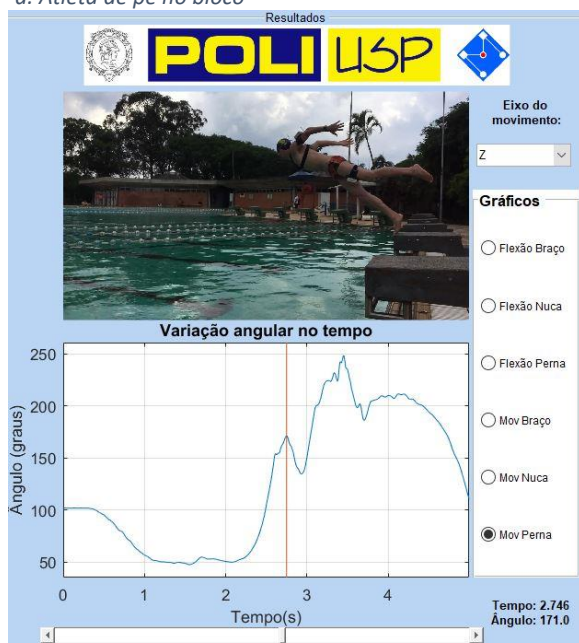 a. Atleta de pé no bloco
Resultados
POLI USP
Eixo do
movimento:
Z
Gráficos
Flexão Braço
Flexão Nuca
Flexão Perna
Mov Braço
Mov Nuca
Mov Perna
Variação angular no tempo
Ângulo (graus)
250
200
150
100
50
0 1 2 3 4
Tempo(s)
Tempo: 2.746
Ângulo: 171.0